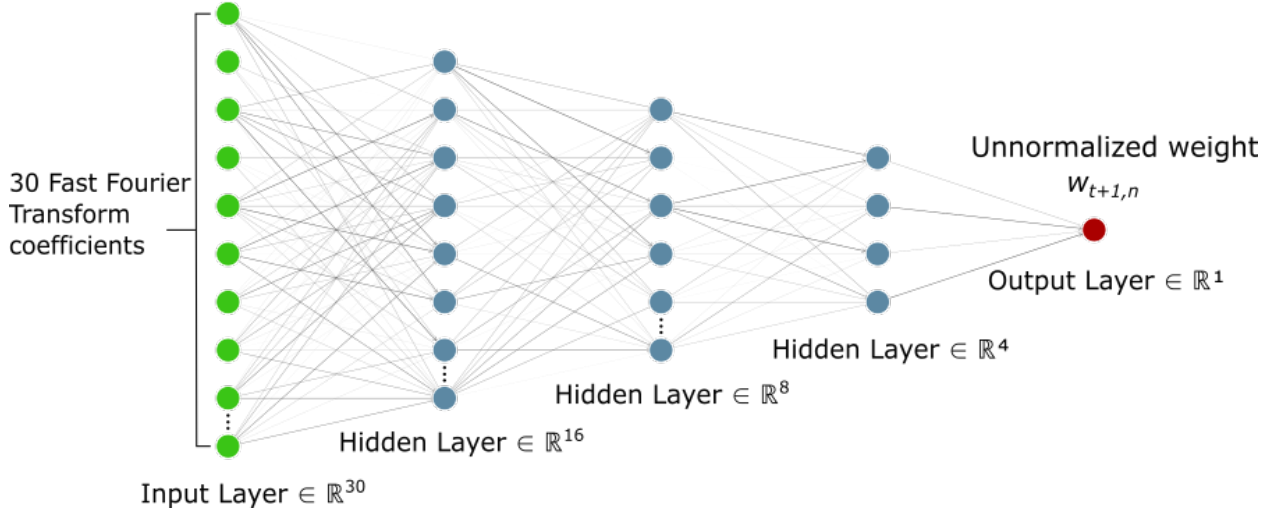 30 Fast Fourier
Transform
coefficients
Input Layer ∈ ℝ³⁰
Hidden Layer ∈ ℝ¹⁶
Hidden Layer ∈ ℝ⁸
Hidden Layer ∈ ℝ⁴
Unnormalized weight
w_{t+1,n}
Output Layer ∈ ℝ¹